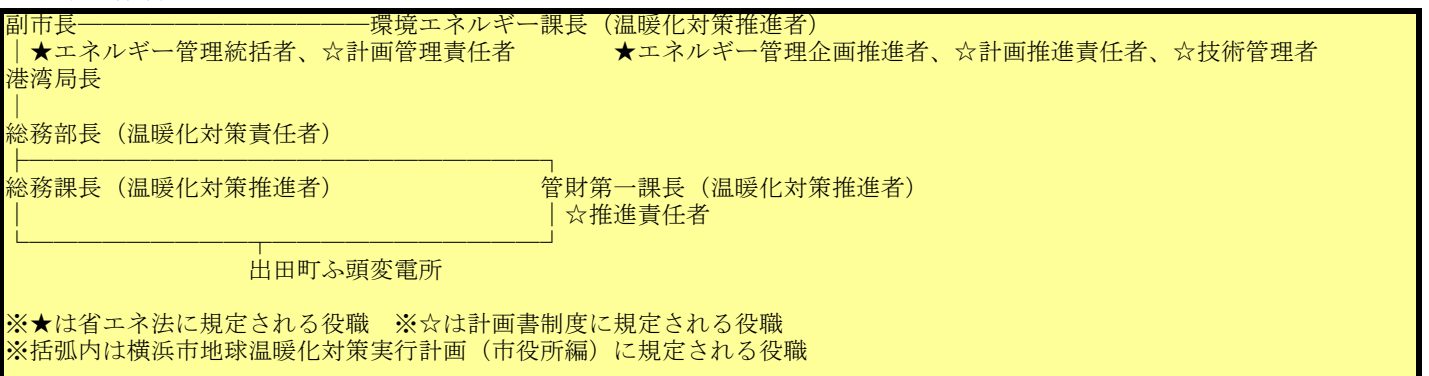 副市長――――――――――――環境エネルギー課長（温暖化対策推進者）
｜★エネルギー管理統括者、☆計画管理責任者　　　　★エネルギー管理企画推進者、☆計画推進責任者、☆技術管理者
港湾局長
｜
総務部長（温暖化対策責任者）
├―――――――――――――――――――――┐
総務課長（温暖化対策推進者）　　　　　　　　　管財第一課長（温暖化対策推進者）
｜　　　　　　　　　　　　　　　　　　　　　　｜☆推進責任者
└――――――――――┬―――――――――――┘
　　　　　　　　　　出田町ふ頭変電所
※★は省エネ法に規定される役職　※☆は計画書制度に規定される役職
※括弧内は横浜市地球温暖化対策実行計画（市役所編）に規定される役職